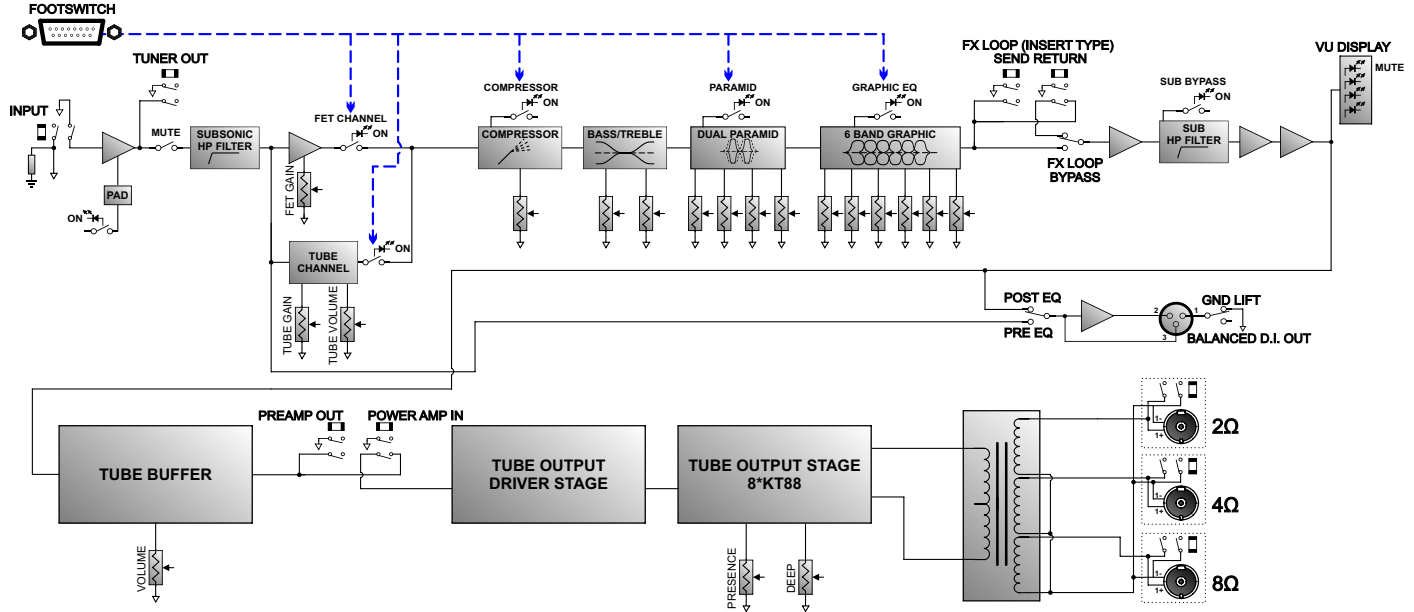 FOOTSWITCH
TUNER OUT
FX LOOP (INSERT TYPE)
SEND RETURN
VU DISPLAY
MUTE
SUB BYPASS
ON
COMPRESSOR
ON
PARAMID
ON
GRAPHIC EQ
ON
INPUT
MUTE
SUBSONIC
HP FILTER
FET CHANNEL
ON
COMPRESSOR
BASS/TREBLE
DUAL PARAMID
6 BAND GRAPHIC
SUB
HP FILTER
FX LOOP
BYPASS
PAD
ON
FET GAIN
TUBE
CHANNEL
ON
TUBE GAIN
TUBE VOLUME
POST EQ
PRE EQ
2
1
3
GND LIFT
BALANCED D.I. OUT
PREAMP OUT
POWER AMP IN
TUBE BUFFER
TUBE OUTPUT
DRIVER STAGE
TUBE OUTPUT STAGE
8*KT88
VOLUME
PRESENCE
DEEP
1-
1+
2Ω
1-
1+
4Ω
1-
1+
8Ω